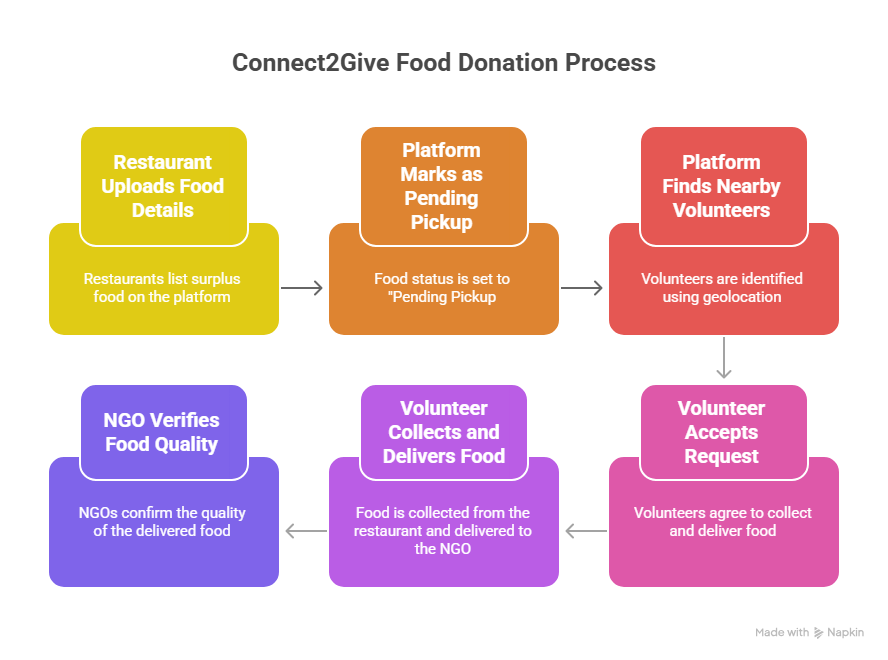 Connect2Give Food Donation Process
Restaurant
Uploads Food
Details
Restaurants list surplus
food on the platform
Platform
Marks as
Pending
Pickup
Food status is set to
"Pending Pickup
Platform
Finds Nearby
Volunteers
Volunteers are identified
using geolocation
Volunteer
Accepts
Request
Volunteers agree to collect
and deliver food
Volunteer
Collects and
Delivers Food
Food is collected from the
restaurant and delivered to
the NGO
NGO Verifies
Food Quality
NGOs confirm the quality
of the delivered food
Made with Napkin